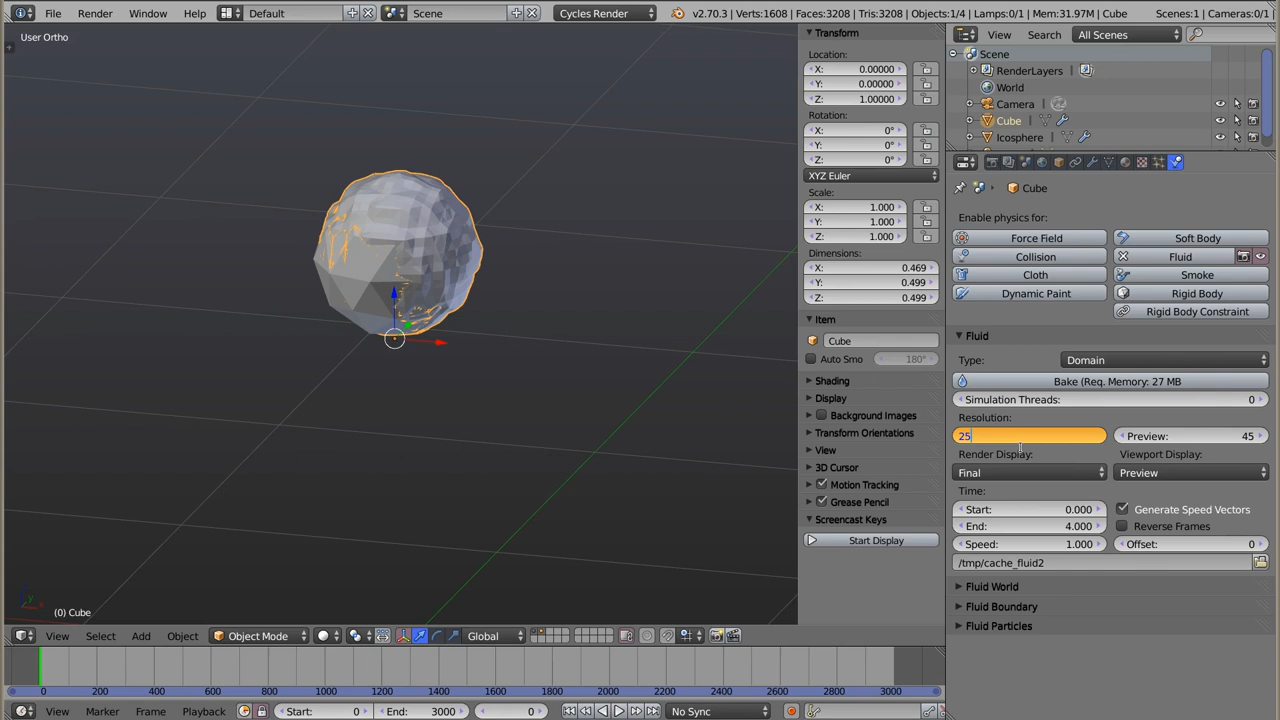 File Render Window Help Default Scene Cycles Render v2.70.3 | Verts:1608 | Faces:3208 | Tris:3208 | Objects:1/4 | Lamps:0/1 | Mem:31.97M | Cube Scenes:1 | Cameras:0/1
User Ortho
(0) Cube
View Select Add Object Object Mode Global
Transform
Location:
X: 0.00000
Y: 0.00000
Z: 1.00000
Rotation:
X: 0°
Y: 0°
Z: 0°
XYZ Euler
Scale:
X: 1.000
Y: 1.000
Z: 1.000
Dimensions:
X: 0.469
Y: 0.499
Z: 0.499
Item
Cube
Auto Smo 180°
Shading
Display
Background Images
Transform Orientations
View
3D Cursor
Motion Tracking
Grease Pencil
Screencast Keys
Start Display
View Search All Scenes
Scene
RenderLayers
World
Camera
Cube
Icosphere
Cube
Enable physics for:
Force Field Soft Body
Collision Fluid
Cloth Smoke
Dynamic Paint Rigid Body
Rigid Body Constraint
Fluid
Type: Domain
Bake (Req. Memory: 27 MB
Simulation Threads: 0
Resolution:
25 Preview: 45
Render Display: Viewport Display:
Final Preview
Time:
Start: 0.000 Generate Speed Vectors
End: 4.000 Reverse Frames
Speed: 1.000 Offset: 0
/tmp/cache_fluid2
Fluid World
Fluid Boundary
Fluid Particles
0 200 400 600 800 1000 1200 1400 1600 1800 2000 2200 2400 2600 2800 3000
View Marker Frame Playback Start: 0 End: 3000 0 No Sync